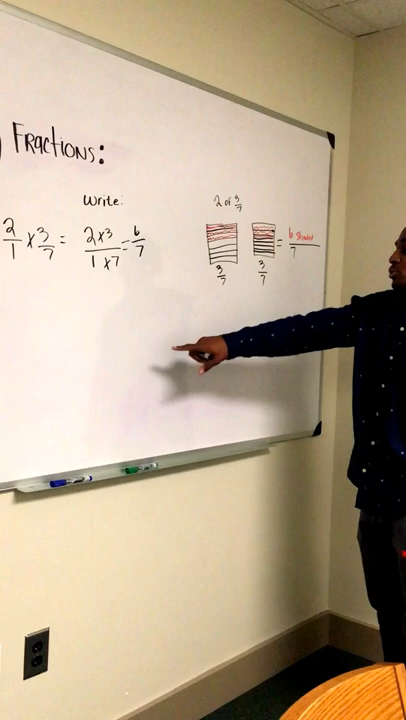 ) Fractions:
Write:
2/1 x 3/7 = 2x3/1x7 = 6/7
2 of 3/7
= 6 shaded/7
3/7 3/7